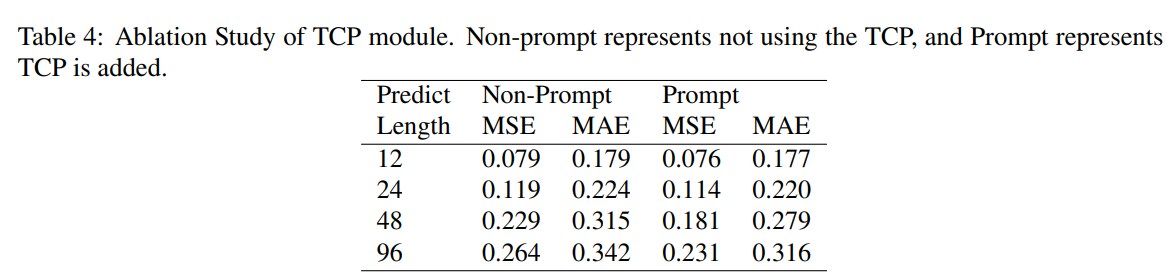 Table 4: Ablation Study of TCP module. Non-prompt represents not using the TCP, and Prompt represents
TCP is added.
Predict Non-Prompt Prompt
Length MSE MAE MSE MAE
12 0.079 0.179 0.076 0.177
24 0.119 0.224 0.114 0.220
48 0.229 0.315 0.181 0.279
96 0.264 0.342 0.231 0.316